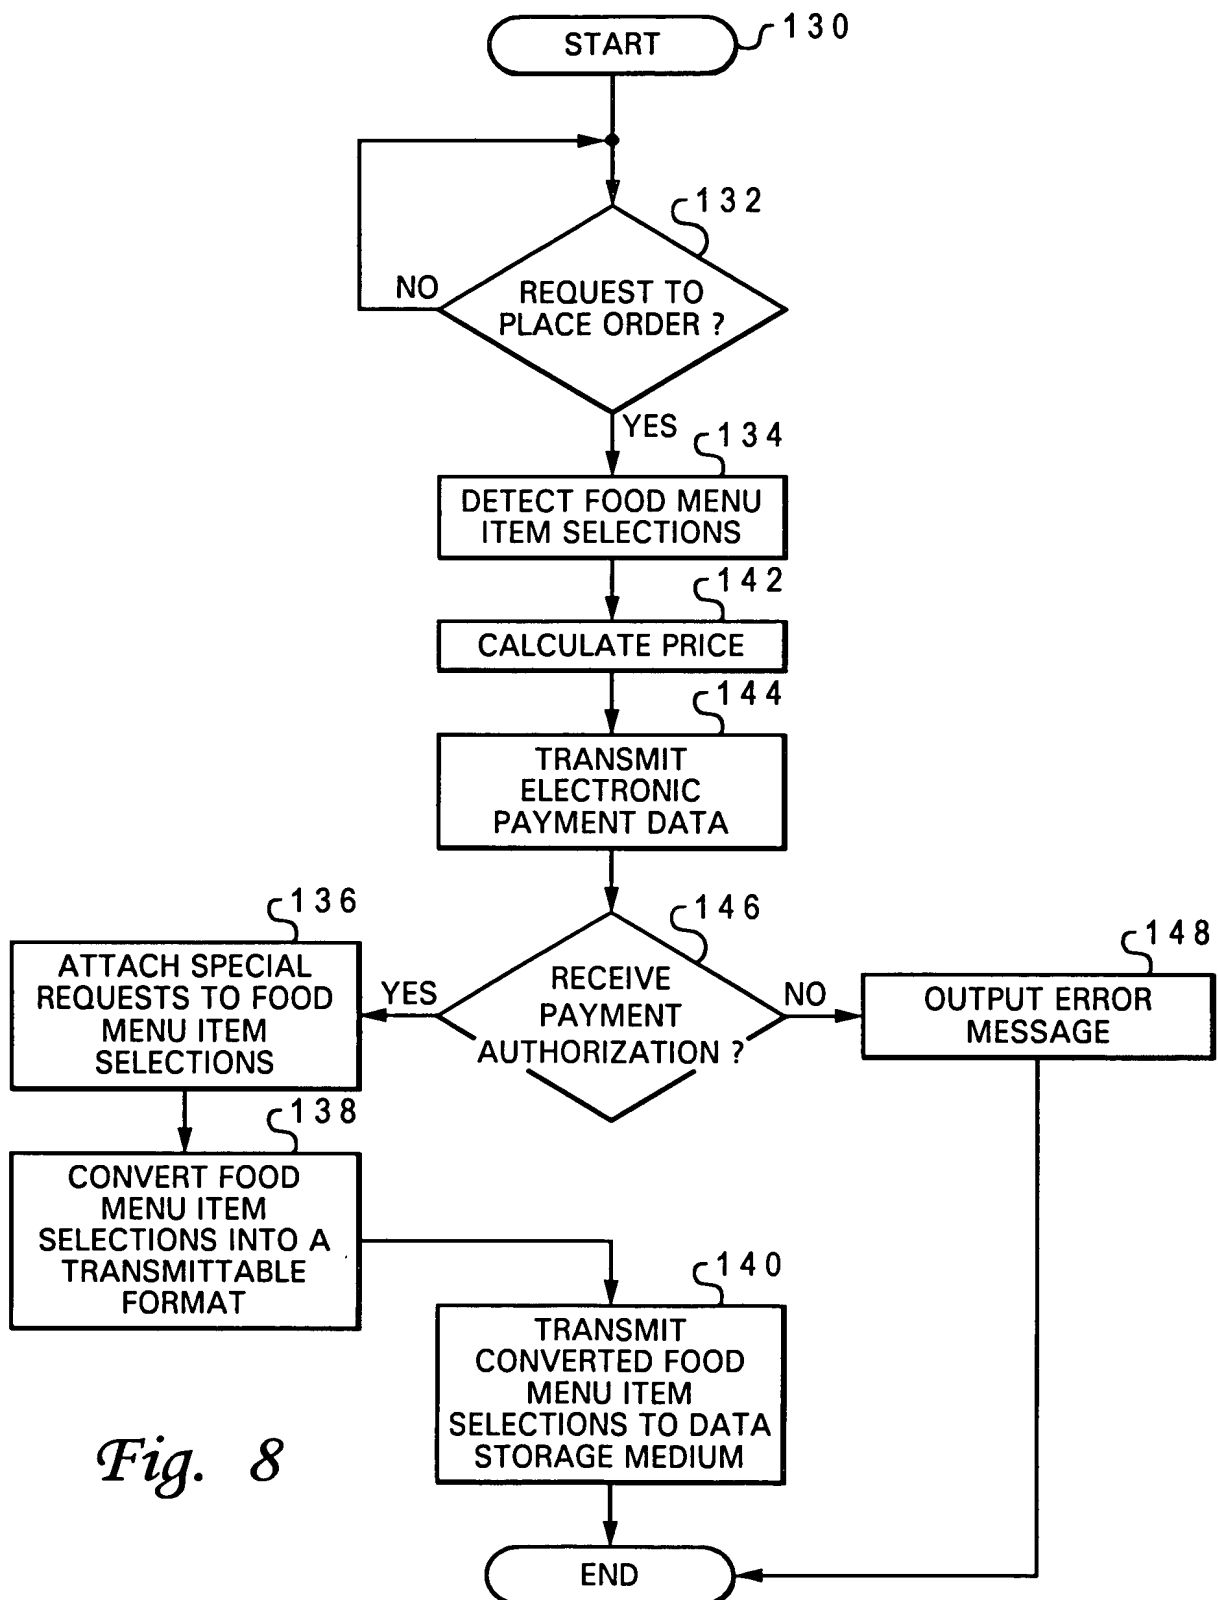 START
130
132
NO
REQUEST TO
PLACE ORDER ?
YES
134
DETECT FOOD MENU
ITEM SELECTIONS
142
CALCULATE PRICE
144
TRANSMIT
ELECTRONIC
PAYMENT DATA
136
146
148
ATTACH SPECIAL
REQUESTS TO FOOD
MENU ITEM
SELECTIONS
YES
RECEIVE
PAYMENT
AUTHORIZATION ?
NO
OUTPUT ERROR
MESSAGE
138
CONVERT FOOD
MENU ITEM
SELECTIONS INTO A
TRANSMITTABLE
FORMAT
140
TRANSMIT
CONVERTED FOOD
MENU ITEM
SELECTIONS TO DATA
STORAGE MEDIUM
Fig. 8
END